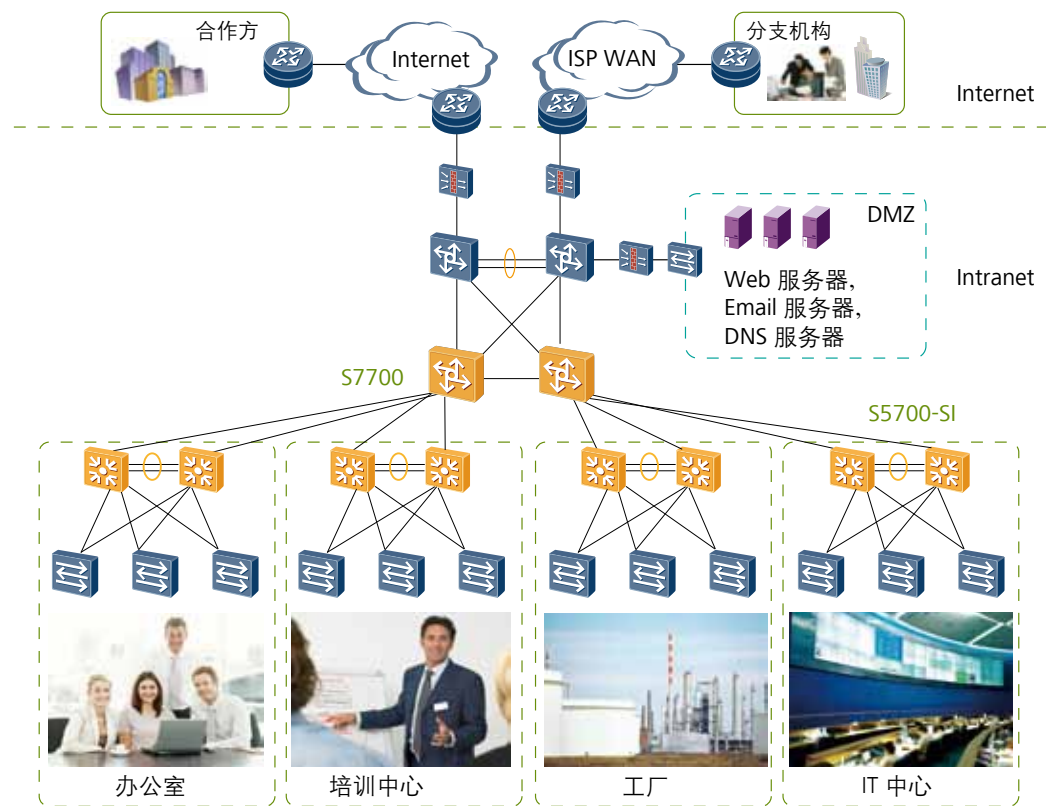 合作方
Internet
ISP WAN
分支机构
Internet
DMZ
Web 服务器,
Email 服务器,
DNS 服务器
Intranet
S7700
S5700-SI
办公室
培训中心
工厂
IT 中心